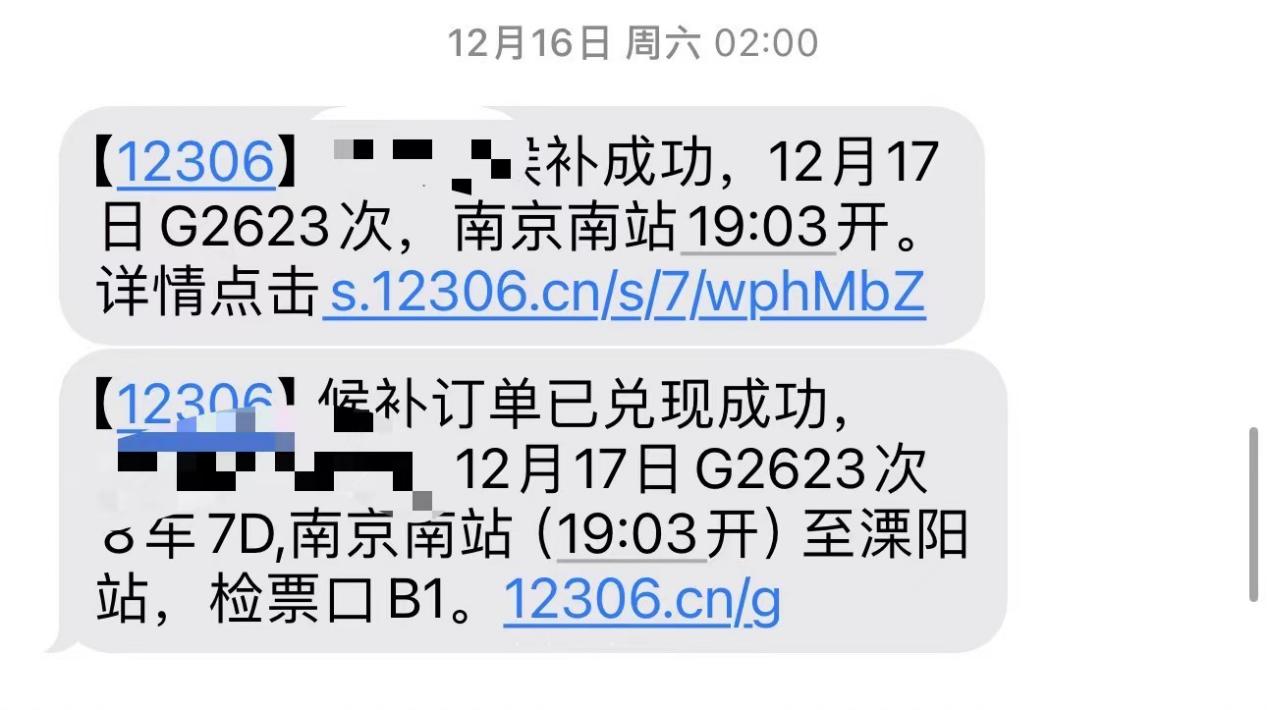 12月16日 周六 02:00
【12306】 候补成功，12月17
日G2623次，南京南站19:03开。
详情点击s.12306.cn/s/7/wphMbZ
【12306】候补订单已兑现成功，
12月17日G2623次
8车7D,南京南站（19:03开）至溧阳
站，检票口B1。12306.cn/g